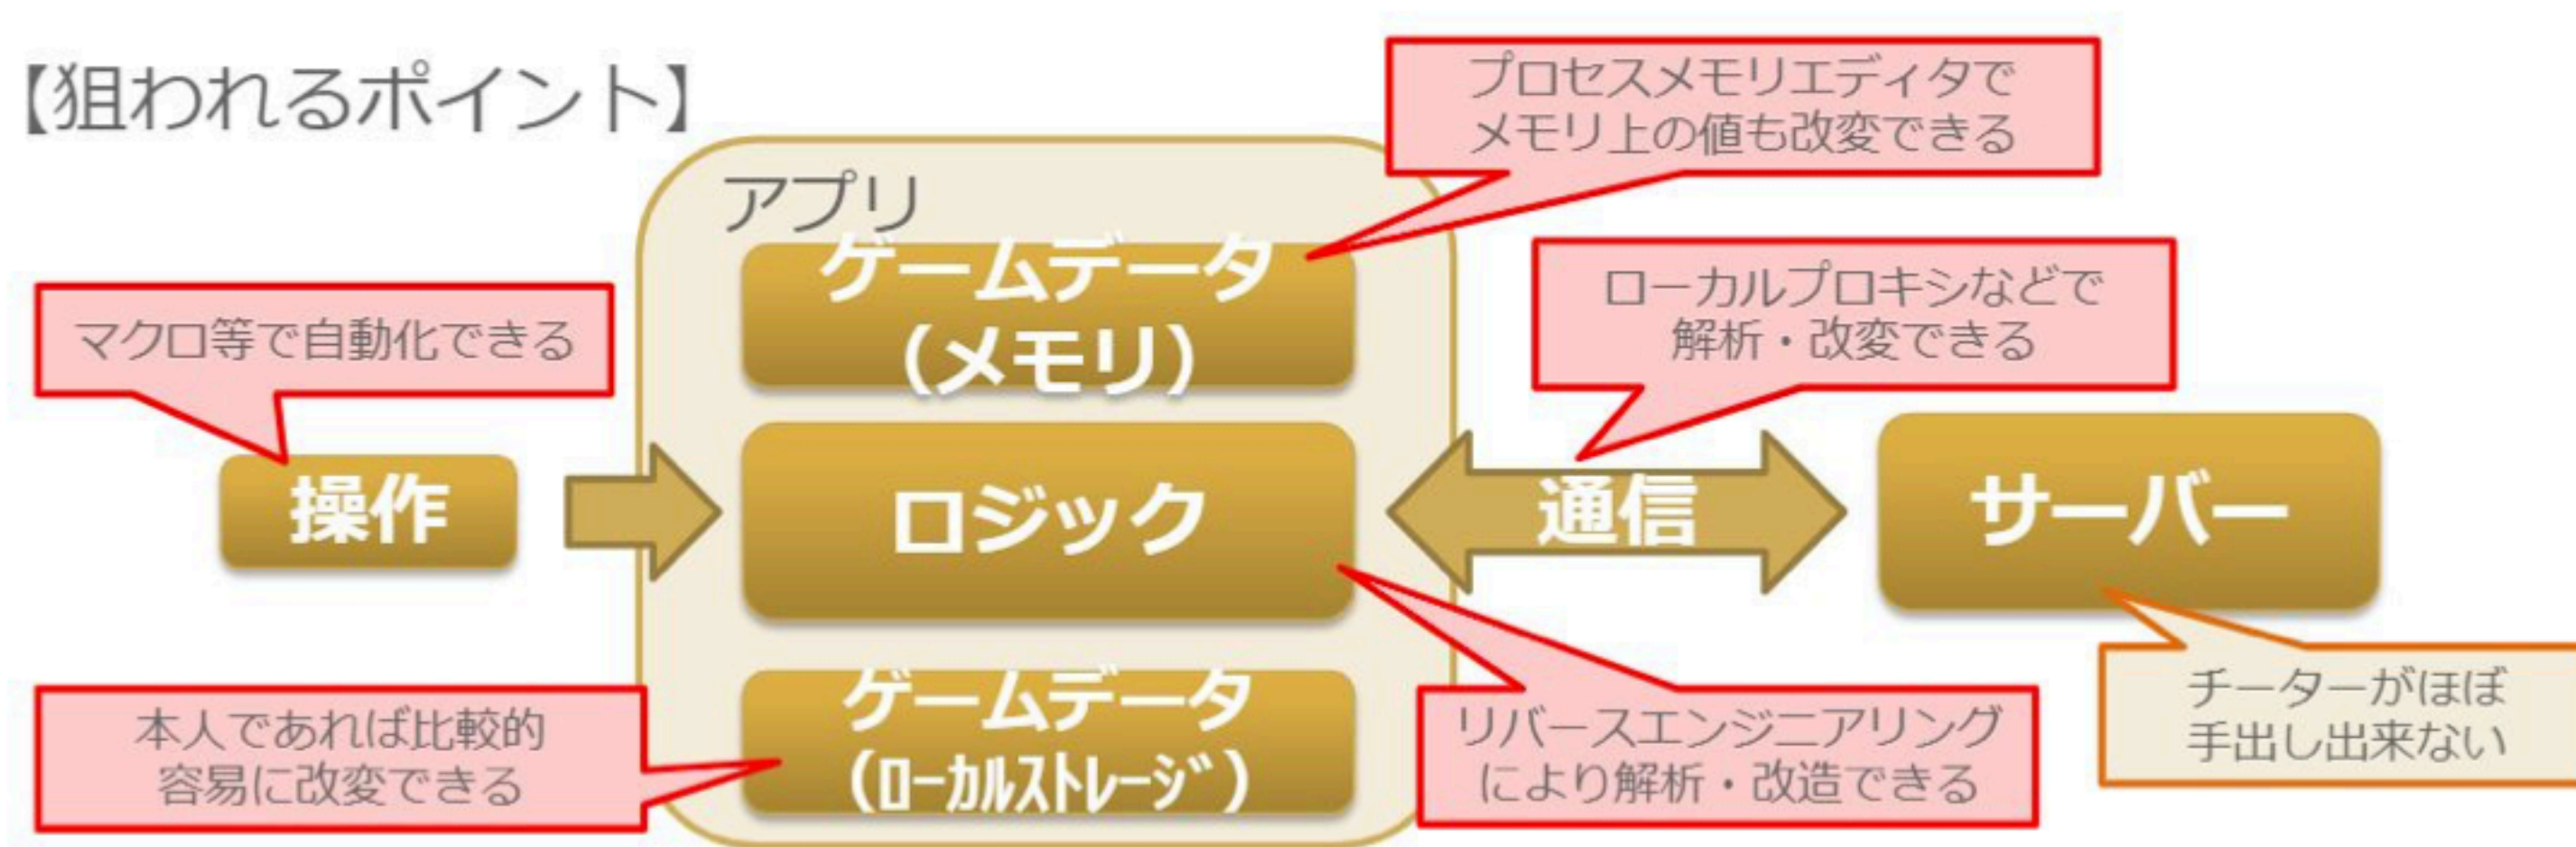 【狙われるポイント】
プロセスメモリエディタで
メモリ上の値も改変できる
アプリ
ゲームデータ
(メモリ)
ローカルプロキシなどで
解析・改変できる
マクロ等で自動化できる
操作
ロジック
通信
サーバー
本人であれば比較的
容易に改変できる
ゲームデータ
(ﾛｰｶﾙｽﾄﾚｰｼﾞ)
リバースエンジニアリング
により解析・改造できる
チーターがほぼ
手出し出来ない